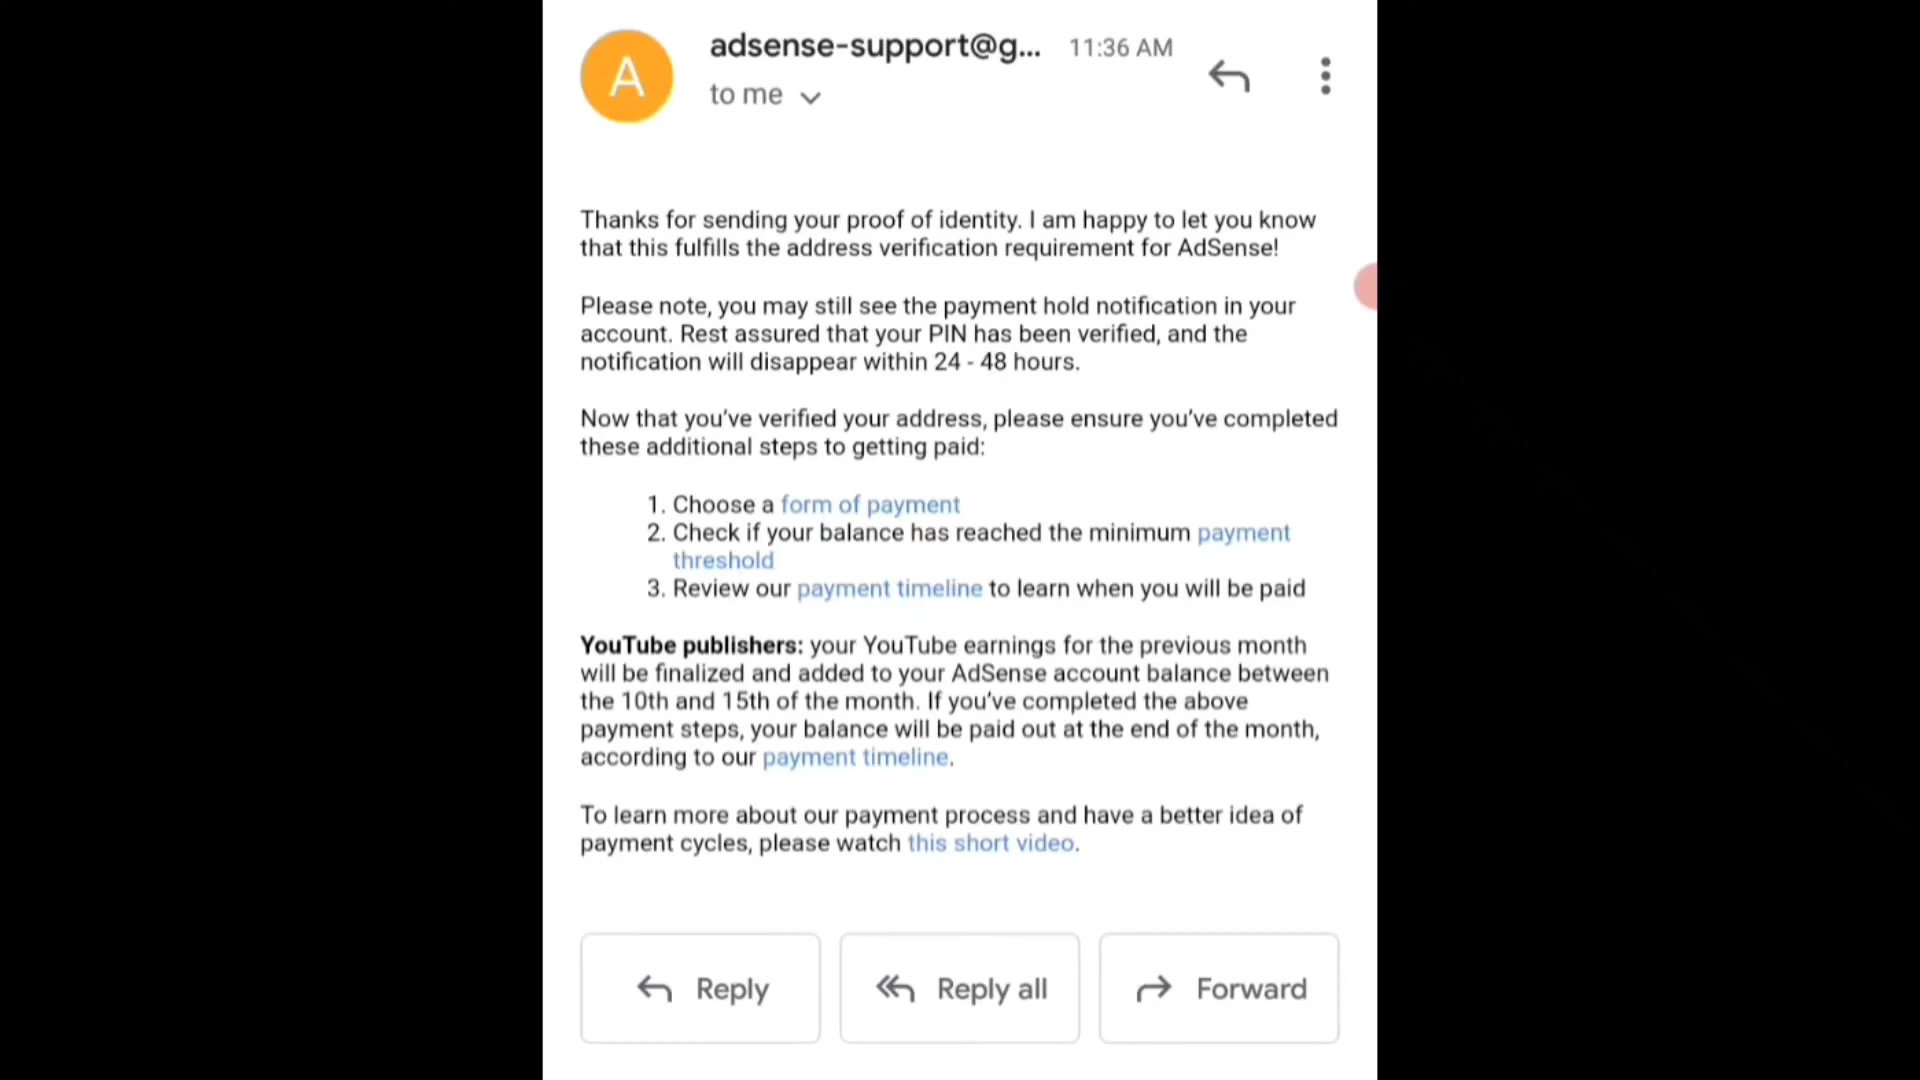 A
adsense-support@g...
11:36 AM
to me
Thanks for sending your proof of identity. I am happy to let you know
that this fulfills the address verification requirement for AdSense!
Please note, you may still see the payment hold notification in your
account. Rest assured that your PIN has been verified, and the
notification will disappear within 24 - 48 hours.
Now that you've verified your address, please ensure you've completed
these additional steps to getting paid:
1. Choose a form of payment
2. Check if your balance has reached the minimum payment
threshold
3. Review our payment timeline to learn when you will be paid
YouTube publishers: your YouTube earnings for the previous month
will be finalized and added to your AdSense account balance between
the 10th and 15th of the month. If you've completed the above
payment steps, your balance will be paid out at the end of the month,
according to our payment timeline.
To learn more about our payment process and have a better idea of
payment cycles, please watch this short video.
Reply
Reply all
Forward